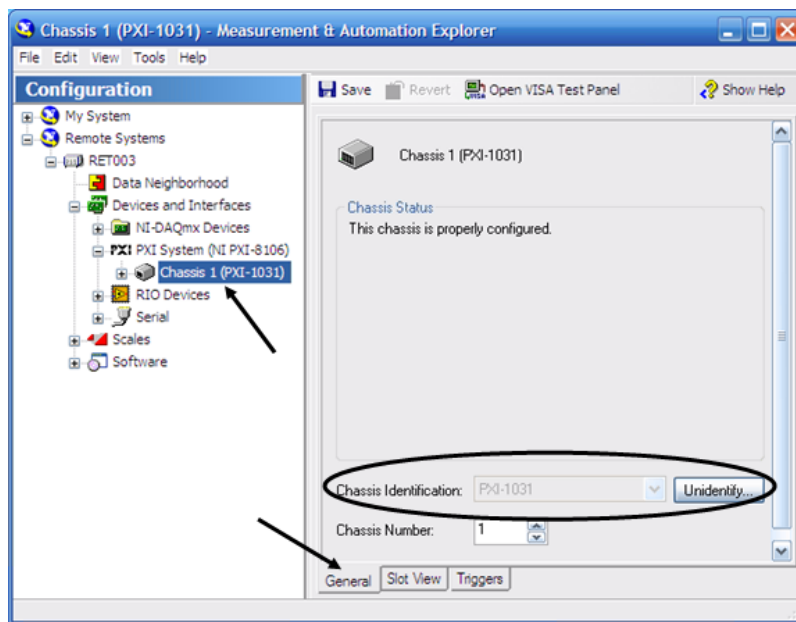 Chassis 1 (PXI-1031) - Measurement & Automation Explorer
File Edit View Tools Help
Configuration
My System
Remote Systems
RET003
Data Neighborhood
Devices and Interfaces
NI-DAQmx Devices
PXI PXI System (NI PXI-8106)
Chassis 1 (PXI-1031)
RIO Devices
Serial
Scales
Software
Save Revert Open VISA Test Panel Show Help
Chassis 1 (PXI-1031)
Chassis Status
This chassis is properly configured.
Chassis Identification: PXI-1031 Unidentify...
Chassis Number: 1
General Slot View Triggers